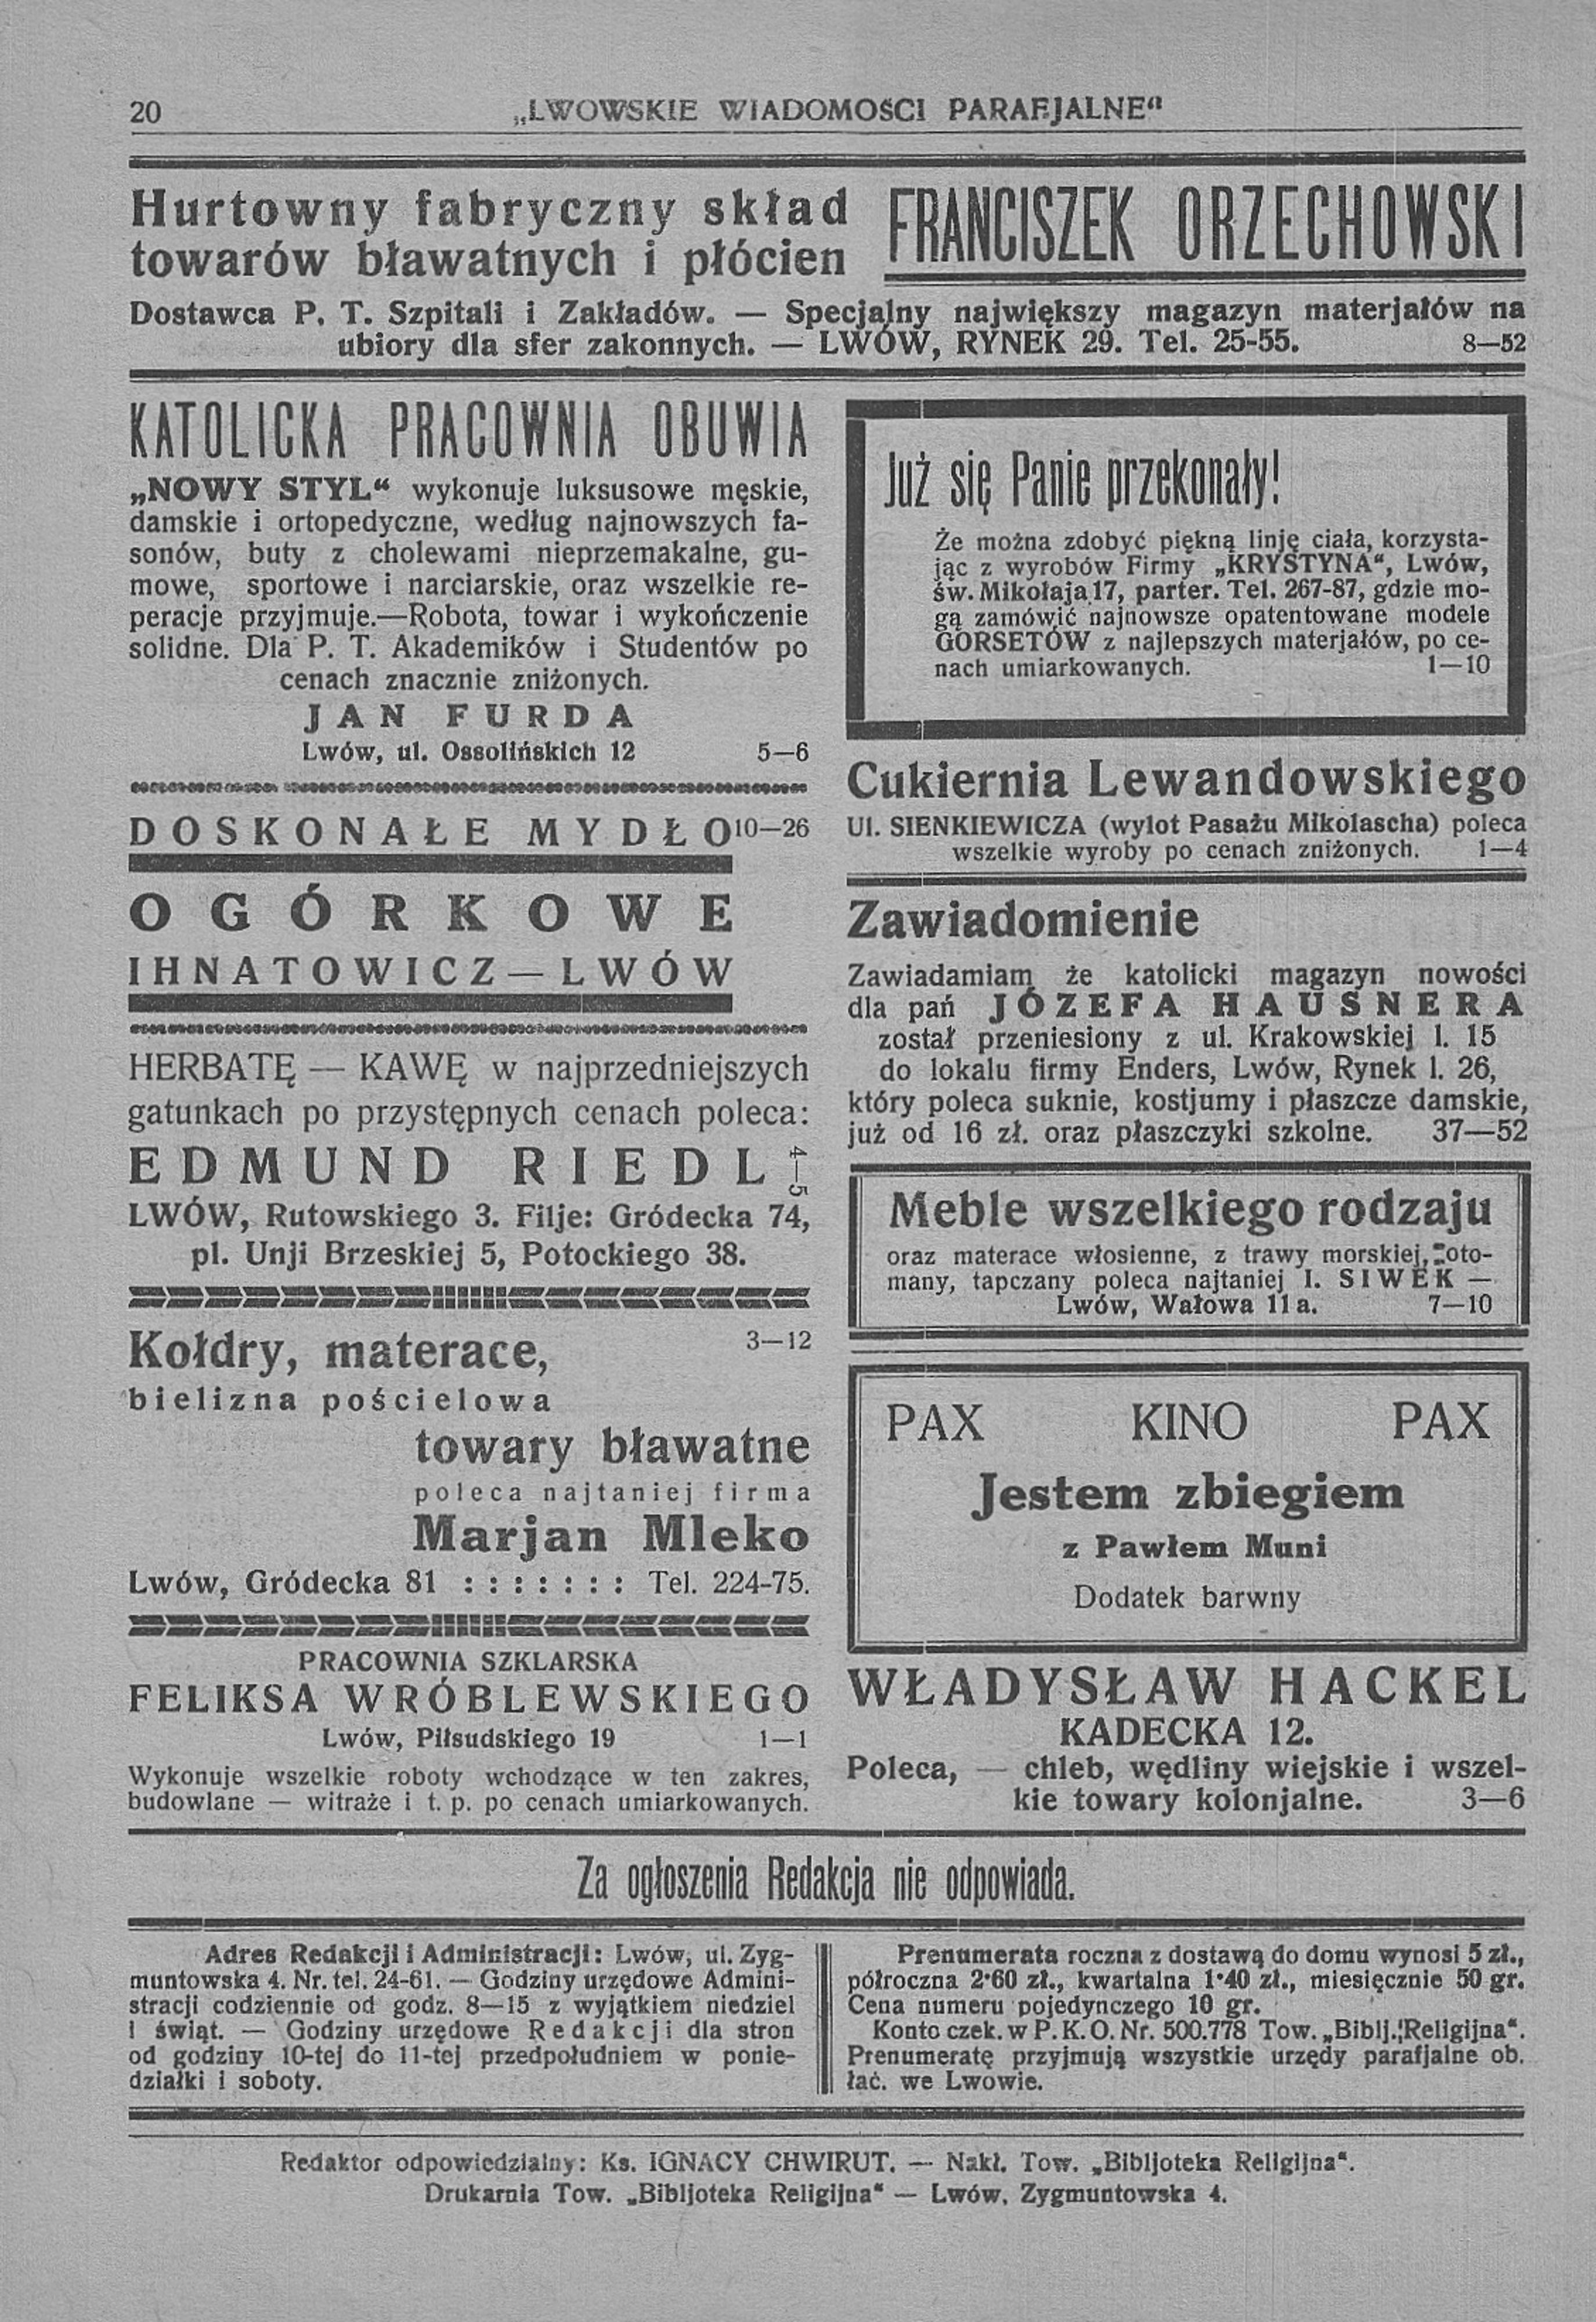 20 „LWOWSKIE WIADOMOŚCI PARAFJALNE“
Hurtowny fabryczny skład
towarów bławatnych i płócien
FRANCISZEK ORZECHOWSKI
Dostawca P. T. Szpitali i Zakładów. — Specjalny największy magazyn materjałów na
ubiory dla sfer zakonnych. — LWÓW, RYNEK 29. Tel. 25-55. 8—52
KATOLICKA PRACOWNIA OBUWIA
„NOWY STYL“ wykonuje luksusowe męskie,
damskie i ortopedyczne, według najnowszych fa-
sonów, buty z cholewami nieprzemakalne, gu-
mowe, sportowe i narciarskie, oraz wszelkie re-
peracje przyjmuje.—Robota, towar i wykończenie
solidne. Dla P. T. Akademików i Studentów po
cenach znacznie zniżonych.
JAN FURDA
Lwów, ul. Ossolińskich 12 5—6
DOSKONAŁE MYDŁO 10—26
OGÓRKOWE
IHNATOWICZ—LWÓW
HERBATĘ — KAWĘ w najprzedniejszych
gatunkach po przystępnych cenach poleca:
EDMUND RIEDL 4—5
LWÓW, Rutowskiego 3. Filje: Gródecka 74,
pl. Unji Brzeskiej 5, Potockiego 38.
Kołdry, materace, 3—12
bielizna pościelowa
towary bławatne
poleca najtaniej firma
Marjan Mleko
Lwów, Gródecka 81 : : : : : : : Tel. 224-75.
PRACOWNIA SZKLARSKA
FELIKSA WRÓBLEWSKIEGO
Lwów, Piłsudskiego 19 1—1
Wykonuje wszelkie roboty wchodzące w ten zakres,
budowlane — witraże i t. p. po cenach umiarkowanych.
Już się Panie przekonały!
Że można zdobyć piękną linję ciała, korzysta-
jąc z wyrobów Firmy „KRYSTYNA“, Lwów,
św. Mikołaja 17, parter. Tel. 267-87, gdzie mo-
gą zamówić najnowsze opatentowane modele
GORSETÓW z najlepszych materjałów, po ce-
nach umiarkowanych. 1—10
Cukiernia Lewandowskiego
Ul. SIENKIEWICZA (wylot Pasażu Mikolascha) poleca
wszelkie wyroby po cenach zniżonych. 1—4
Zawiadomienie
Zawiadamiam, że katolicki magazyn nowości
dla pań JÓZEFA HAUSNERA
został przeniesiony z ul. Krakowskiej l. 15
do lokalu firmy Enders, Lwów, Rynek l. 26,
który poleca suknie, kostjumy i płaszcze damskie,
już od 16 zł. oraz płaszczyki szkolne. 37—52
Meble wszelkiego rodzaju
oraz materace włosienne, z trawy morskiej, oto-
many, tapczany poleca najtaniej I. SIWEK —
Lwów, Wałowa 11 a. 7—10
PAX KINO PAX
Jestem zbiegiem
z Pawłem Muni
Dodatek barwny
WŁADYSŁAW HACKEL
KADECKA 12.
Poleca, — chleb, wędliny wiejskie i wszel-
kie towary kolonjalne. 3—6
Za ogłoszenia Redakcja nie odpowiada.
Adres Redakcji i Administracji: Lwów, ul. Zyg-
muntowska 4. Nr. tel. 24-61. — Godziny urzędowe Admini-
stracji codziennie od godz. 8—15 z wyjątkiem niedziel
i świąt. — Godziny urzędowe Redakcji dla stron
od godziny 10-tej do 11-tej przedpołudniem w ponie-
działki i soboty.
Prenumerata roczna z dostawą do domu wynosi 5 zł.,
półroczna 2·60 zł., kwartalna 1·40 zł., miesięcznie 50 gr.
Cena numeru pojedynczego 10 gr.
Konto czek. w P. K. O. Nr. 500.778 Tow. „Biblj. Religijna“.
Prenumeratę przyjmują wszystkie urzędy parafjalne ob.
łać. we Lwowie.
Redaktor odpowiedzialny: Ks. IGNACY CHWIRUT. — Nakł. Tow. „Bibljoteka Religijna“.
Drukarnia Tow. „Bibljoteka Religijna“ — Lwów, Zygmuntowska 4.